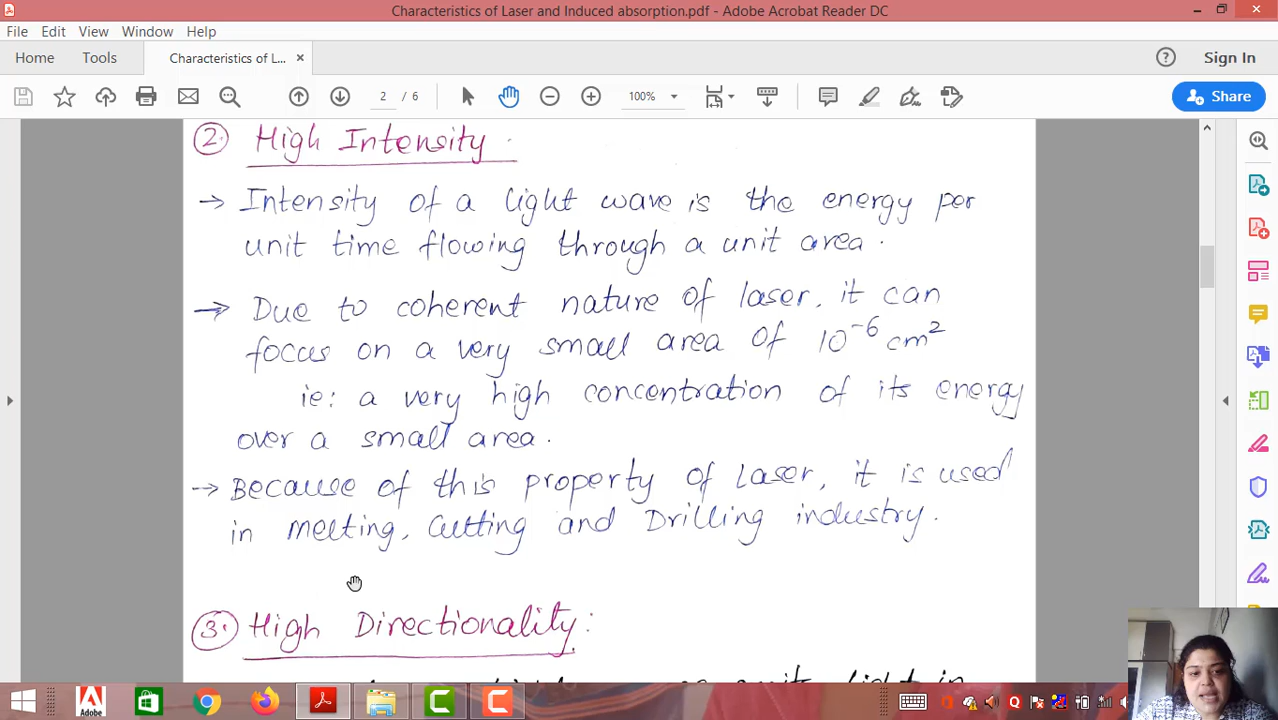 Characteristics of Laser and Induced absorption.pdf - Adobe Acrobat Reader DC
File Edit View Window Help
Home Tools Characteristics of L... × ? Sign In
2 / 6 100% Share
2. High Intensity.
→ Intensity of a light wave is the energy per
unit time flowing through a unit area.
→ Due to coherent nature of laser, it can
focus on a very small area of 10⁻⁶ cm²
ie: a very high concentration of its energy
over a small area.
→ Because of this property of Laser, it is used
in melting, Cutting and Drilling industry.
3. High Directionality:
Adobe